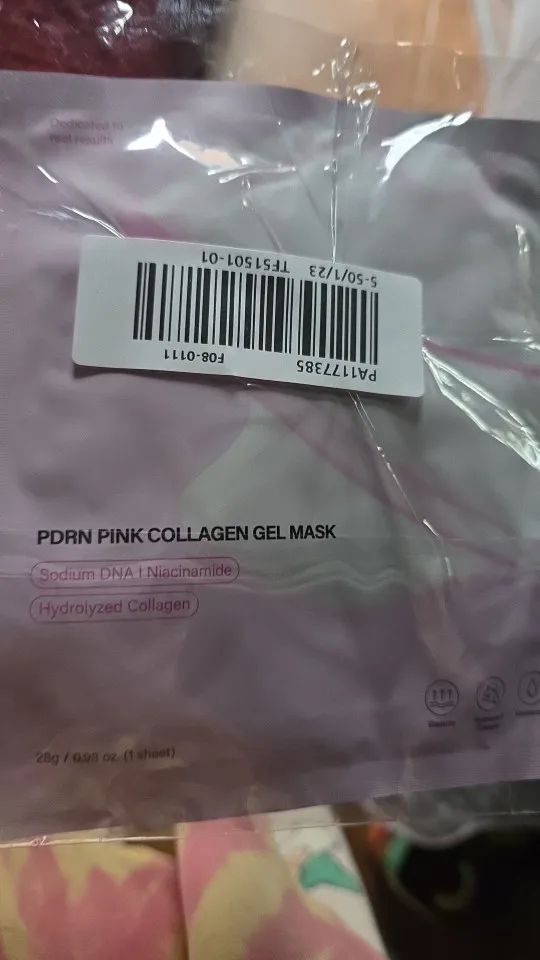 Dedicated to
real results
TF51501-01
5-50/1/23
F08-0111
PA1177385
PDRN PINK COLLAGEN GEL MASK
Sodium DNA I Niacinamide
Hydrolyzed Collagen
28g / 0.98 oz. (1 sheet)